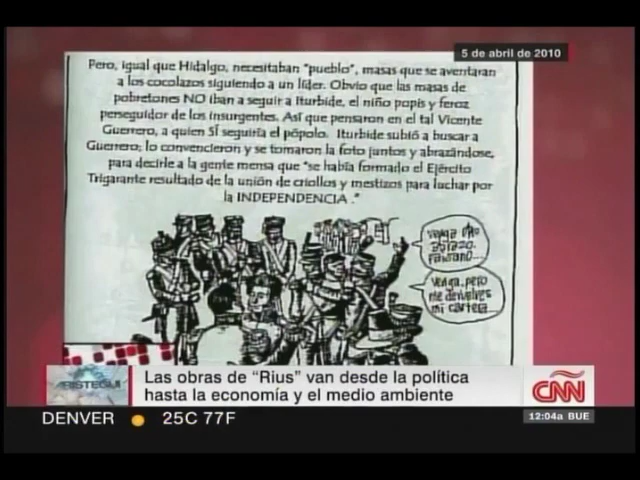 5 de abril de 2010
Pero, igual que Hidalgo, necesitaban "pueblo", masas que se aventaran
a los cocolazos siguiendo a un líder. Obvio que las masas de
pobretones NO iban a seguir a Iturbide, el niño popis y feroz
perseguidor de los insurgentes. Así que pensaron en el tal Vicente
Guerrero, a quien SÍ seguiría el pópolo. Iturbide subió a buscar a
Guerrero; lo convencieron y se tomaron la foto juntos y abrazándose,
para decirle a la gente mensa que "se había formado el Ejército
Trigarante resultado de la unión de criollos y mestizos para luchar por
la INDEPENDENCIA."
venga
abrazo,
paisano...
venga, pero
me devuelves
mi cartera
ARISTEGUI
Las obras de "Rius" van desde la política
hasta la economía y el medio ambiente
CNN
DENVER 25C 77F
12:04a BUE